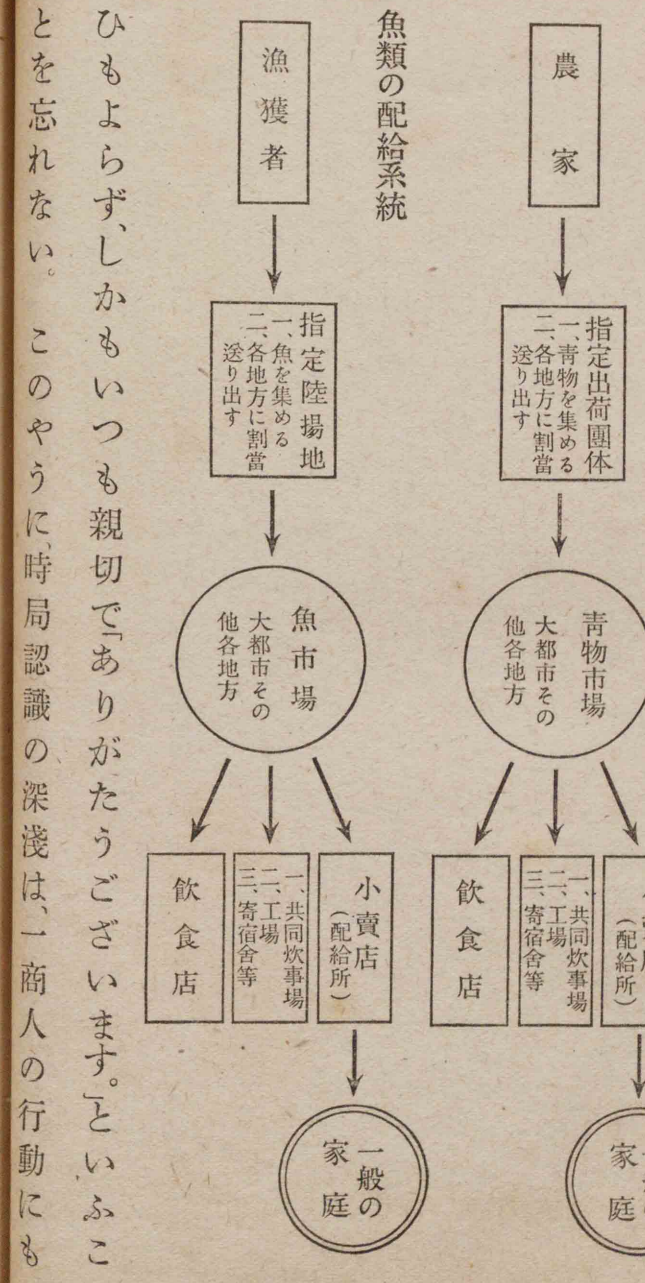 農家
指定出荷團体
一、青物を集める
二、各地方に割當
送り出す
青物市場
大都市その
他各地方
(配給所)
一、共同炊事場
二、工場
三、寄宿舍等
飲食店
家庭
魚類の配給系統
漁獲者
指定陸揚地
一、魚を集める
二、各地方に割當
送り出す
魚市場
大都市その
他各地方
小賣店
(配給所)
一、共同炊事場
二、工場
三、寄宿舍等
飲食店
一般の
家庭
ひもよらず、しかもいつも親切で「ありがたうございます。」といふこ
とを忘れない。このやうに、時局認識の深淺は、一商人の行動にも